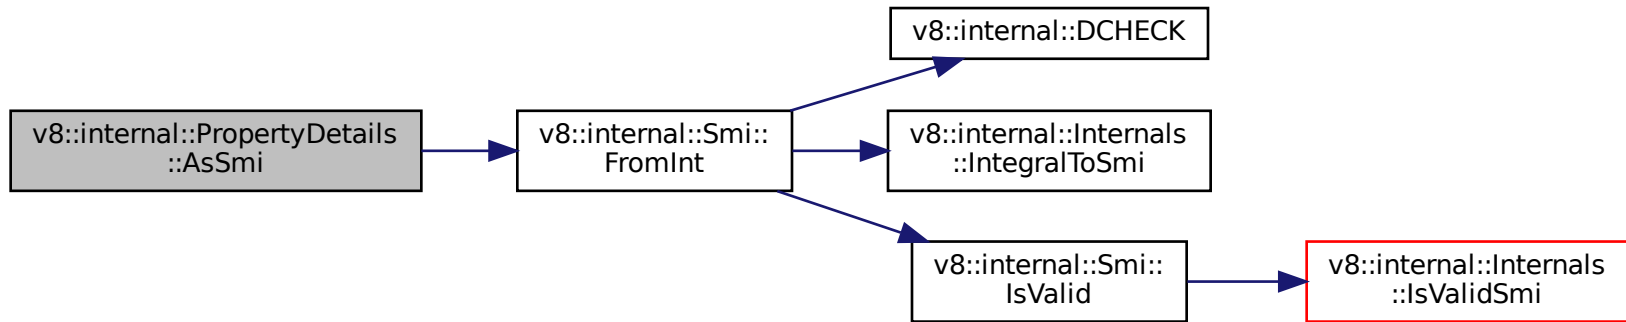 v8::internal::PropertyDetails
::AsSmi
v8::internal::Smi::
FromInt
v8::internal::DCHECK
v8::internal::Internals
::IntegralToSmi
v8::internal::Smi::
IsValid
v8::internal::Internals
::IsValidSmi